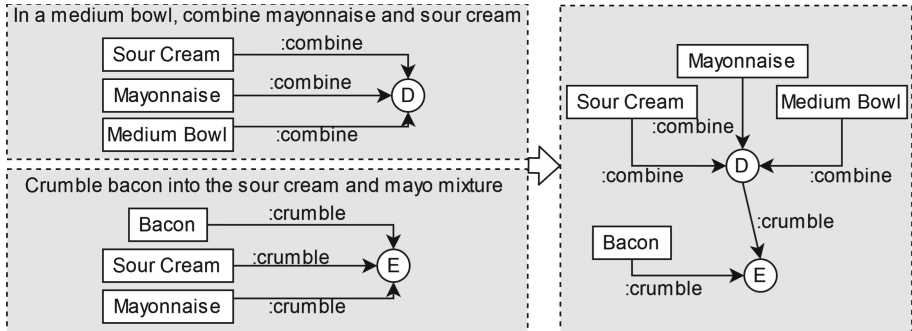 In a medium bowl, combine mayonnaise and sour cream
Sour Cream
:combine
Mayonnaise
:combine
D
Medium Bowl
:combine
Crumble bacon into the sour cream and mayo mixture
Bacon
:crumble
Sour Cream
:crumble
E
Mayonnaise
:crumble
Mayonnaise
Sour Cream
Medium Bowl
:combine
D
:combine
:combine
:crumble
Bacon
E
:crumble